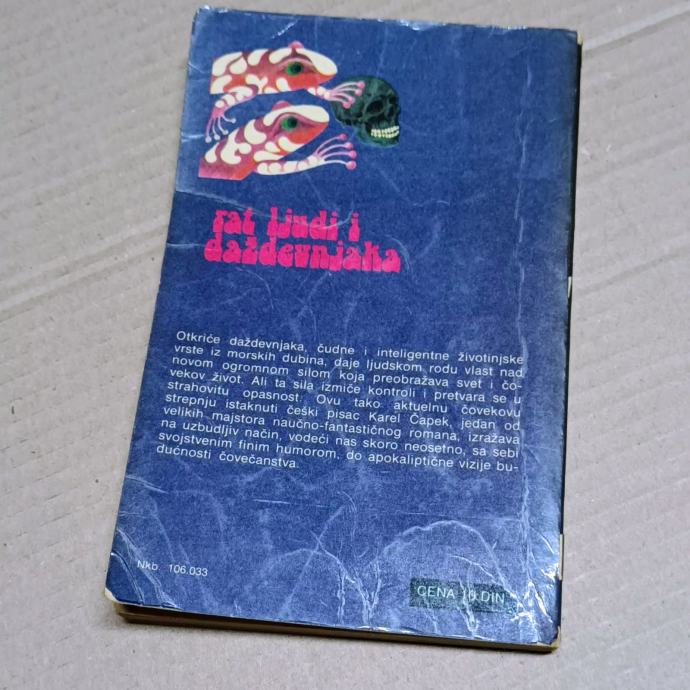 rat ljudi i
daždevnjaka
Otkriće daždevnjaka, čudne i inteligentne životinjske
vrste iz morskih dubina, daje ljudskom rodu vlast nad
novom ogromnom silom koja preobražava svet i čo-
vekov život. Ali ta sila izmiče kontroli i pretvara se u
strahovitu opasnost. Ovu tako aktuelnu čovekovu
strepnju istaknuti češki pisac Karel Čapek, jedan od
velikih majstora naučno-fantastičnog romana, izražava
na uzbudljiv način, vodeći nas skoro neosetno, sa sebi
svojstvenim finim humorom, do apokaliptične vizije bu-
dućnosti čovečanstva.
Nkb. 106.033
CENA DIN